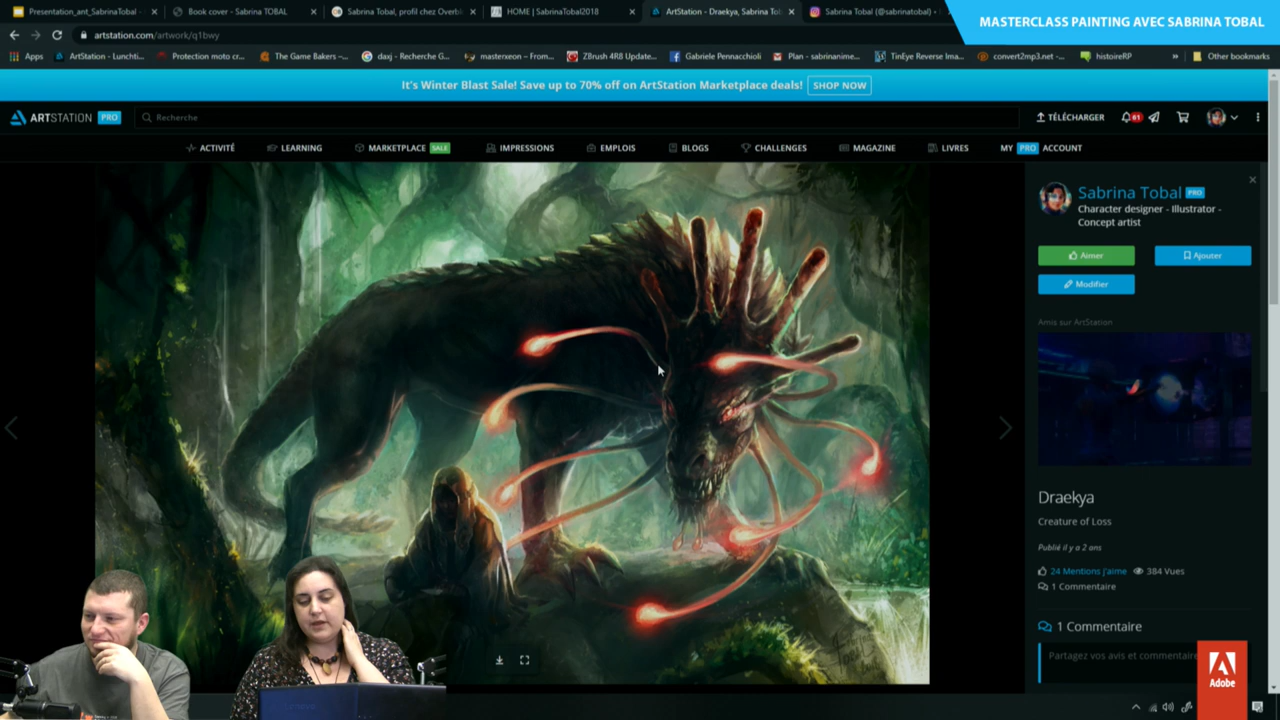 Presentation_ant_SabrinaTobal -
Book cover - Sabrina TOBAL
Sabrina Tobal, profil chez Overbl
HOME | SabrinaTobal2018
ArtStation - Draekya, Sabrina Tob
Sabrina Tobal (@sabrinatobal) •
MASTERCLASS PAINTING AVEC SABRINA TOBAL
artstation.com/artwork/q1bwy
Apps
ArtStation - Lunchti...
Protection moto cr...
The Game Bakers –...
daxj - Recherche G...
masterxeon – From...
ZBrush 4R8 Update...
Gabriele Pennacchioli
Plan - sabrinanime...
TinEye Reverse Ima...
convert2mp3.net -...
histoireRP
»
Other bookmarks
It's Winter Blast Sale! Save up to 70% off on ArtStation Marketplace deals! SHOP NOW
ARTSTATION PRO
Recherche
TÉLÉCHARGER
81
ACTIVITÉ
LEARNING
MARKETPLACE SALE
IMPRESSIONS
EMPLOIS
BLOGS
CHALLENGES
MAGAZINE
LIVRES
MY PRO ACCOUNT
Sabrina Tobal PRO
Character designer - Illustrator -
Concept artist
Aimer
Ajouter
Modifier
Amis sur ArtStation
Draekya
Creature of Loss
Publié il y a 2 ans
24 Mentions j'aime 384 Vues
1 Commentaire
1 Commentaire
Partagez vos avis et commentaire
Adobe